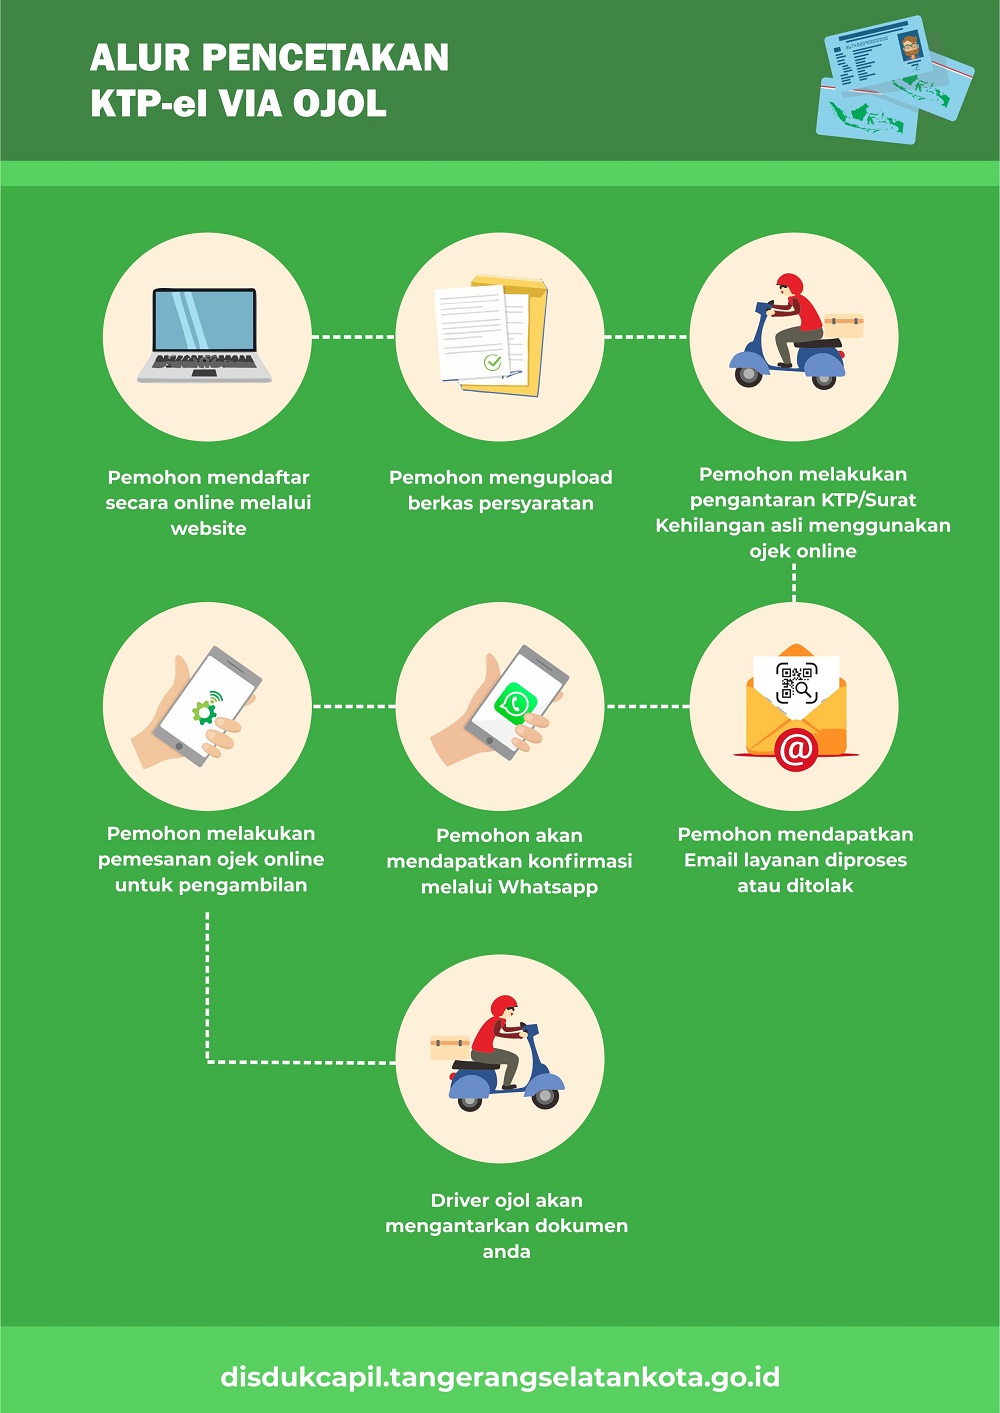 ALUR PENCETAKAN
KTP-el VIA OJOL
Pemohon mendaftar
secara online melalui
website
Pemohon mengupload
berkas persyaratan
Pemohon melakukan
pengantaran KTP/Surat
Kehilangan asli menggunakan
ojek online
Pemohon mendapatkan
Email layanan diproses
atau ditolak
Pemohon akan
mendapatkan konfirmasi
melalui Whatsapp
Pemohon melakukan
pemesanan ojek online
untuk pengambilan
Driver ojol akan
mengantarkan dokumen
anda
disdukcapil.tangerangselatankota.go.id